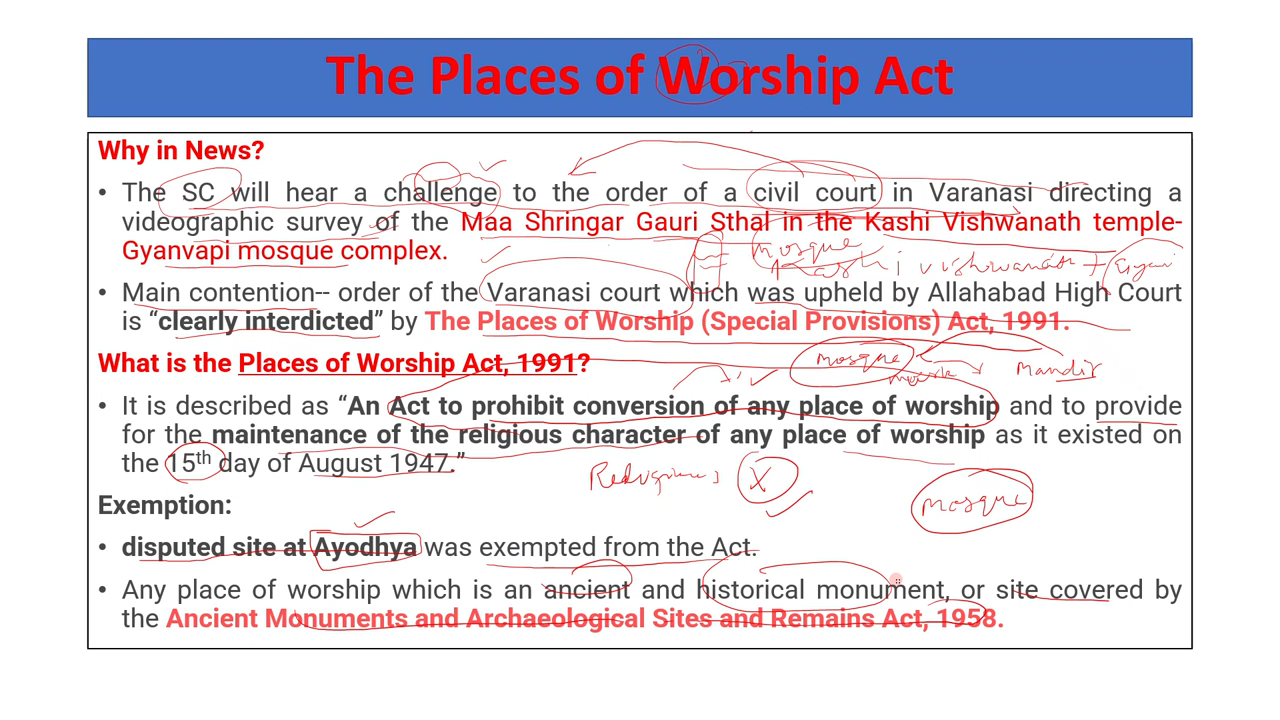 The Places of Worship Act
Why in News?
• The SC will hear a challenge to the order of a civil court in Varanasi directing a
videographic survey of the Maa Shringar Gauri Sthal in the Kashi Vishwanath temple-
Gyanvapi mosque complex.
mosque
Kashi Vishwanath + Gyan
• Main contention-- order of the Varanasi court which was upheld by Allahabad High Court
is “clearly interdicted” by The Places of Worship (Special Provisions) Act, 1991.
What is the Places of Worship Act, 1991?
mosque Mandir
• It is described as “An Act to prohibit conversion of any place of worship and to provide
for the maintenance of the religious character of any place of worship as it existed on
the 15th day of August 1947.”
X
mosque
Exemption:
• disputed site at Ayodhya was exempted from the Act.
• Any place of worship which is an ancient and historical monument, or site covered by
the Ancient Monuments and Archaeological Sites and Remains Act, 1958.